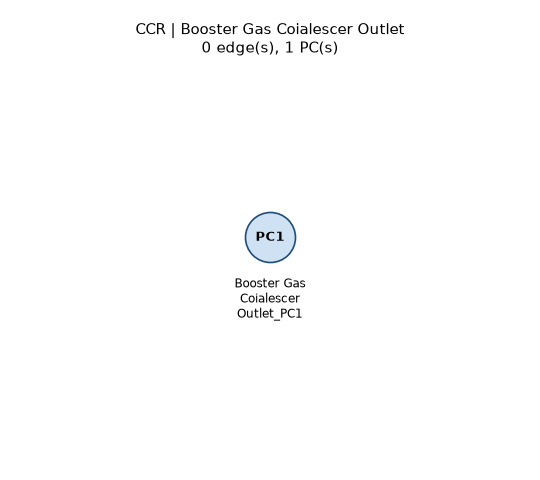 CCR | Booster Gas Coialescer Outlet
0 edge(s), 1 PC(s)
PC1
Booster Gas
Coialescer
Outlet_PC1